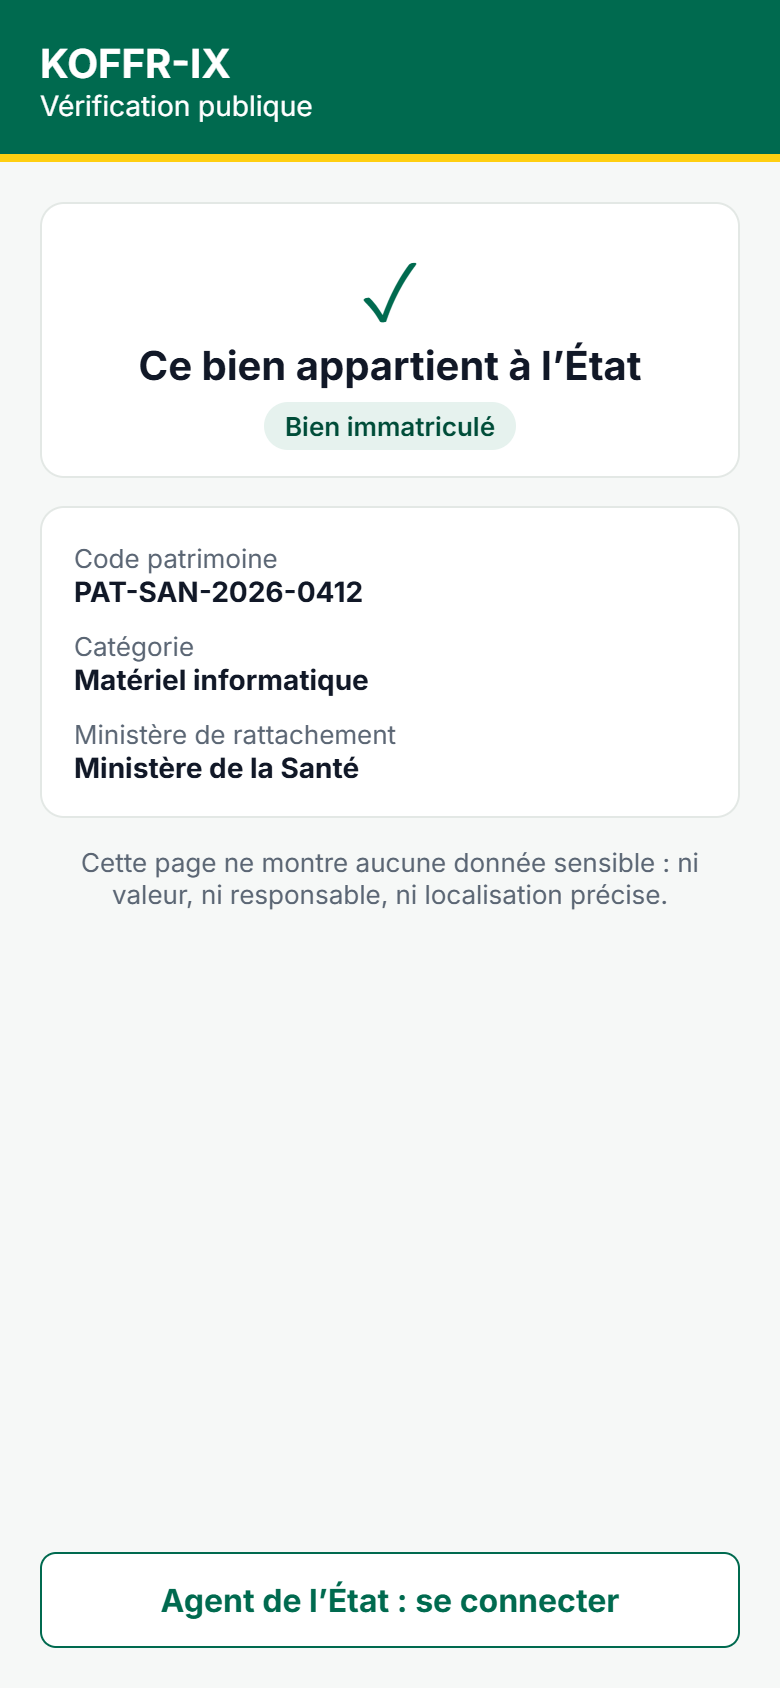 KOFFR-IX
Vérification publique
Ce bien appartient à l’État
Bien immatriculé
Code patrimoine
PAT-SAN-2026-0412
Catégorie
Matériel informatique
Ministère de rattachement
Ministère de la Santé
Cette page ne montre aucune donnée sensible : ni
valeur, ni responsable, ni localisation précise.
Agent de l’État : se connecter